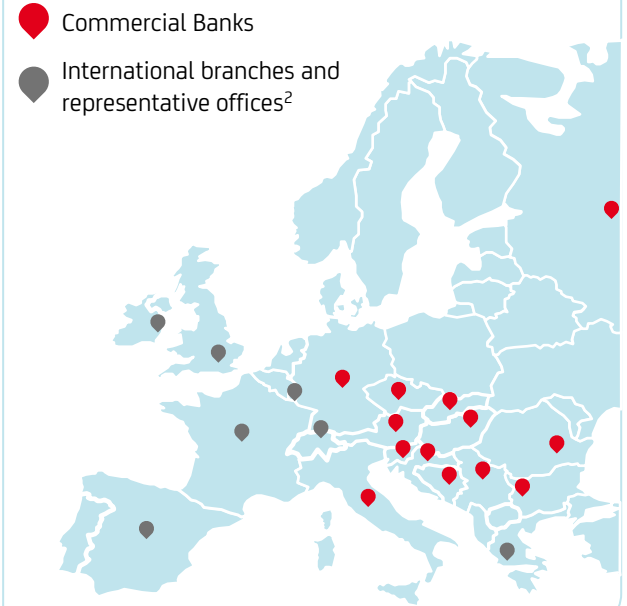 Commercial Banks
International branches and
representative offices²